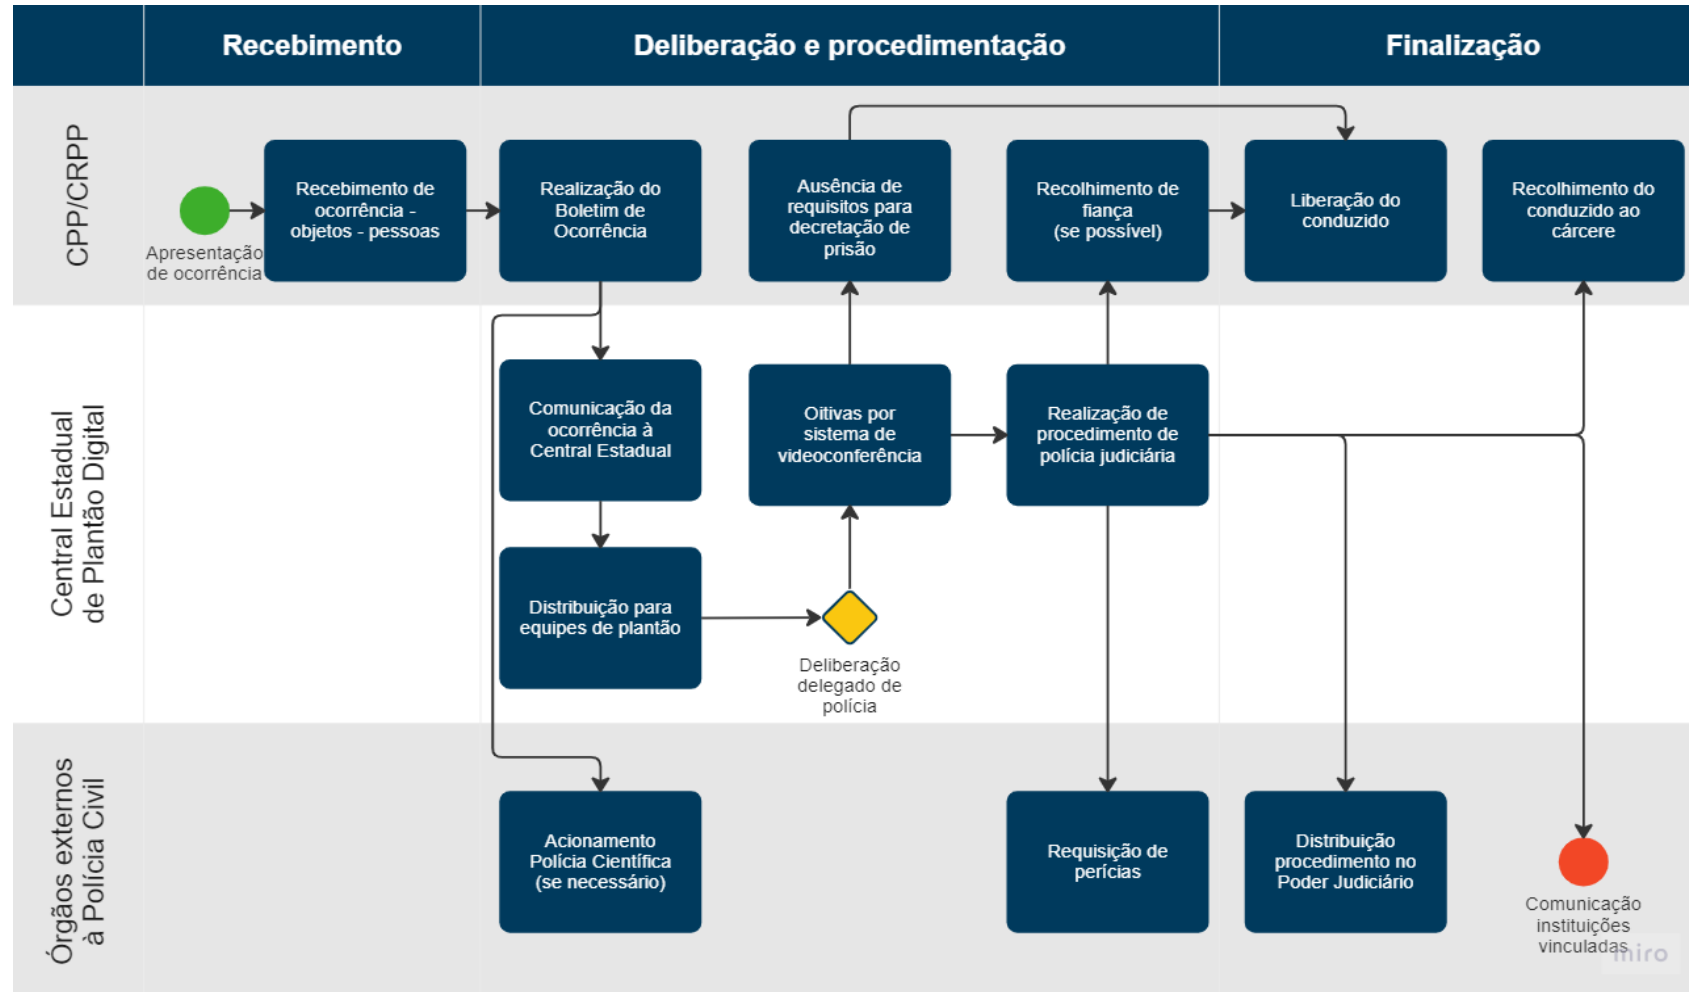 Recebimento
Deliberação e procedimentação
Finalização
CPP/CRPP
Apresentação
de ocorrência
Recebimento de
ocorrência -
objetos - pessoas
Realização do
Boletim de
Ocorrência
Ausência de
requisitos para
decretação de
prisão
Recolhimento de
fiança
(se possível)
Liberação do
conduzido
Recolhimento do
conduzido ao
cárcere
Central Estadual
de Plantão Digital
Comunicação da
ocorrência à
Central Estadual
Oitivas por
sistema de
videoconferência
Realização de
procedimento de
polícia judiciária
Distribuição para
equipes de plantão
Deliberação
delegado de
polícia
Órgãos externos
à Polícia Civil
Acionamento
Polícia Científica
(se necessário)
Requisição de
perícias
Distribuição
procedimento no
Poder Judiciário
Comunicação
instituições
vinculadas
miro